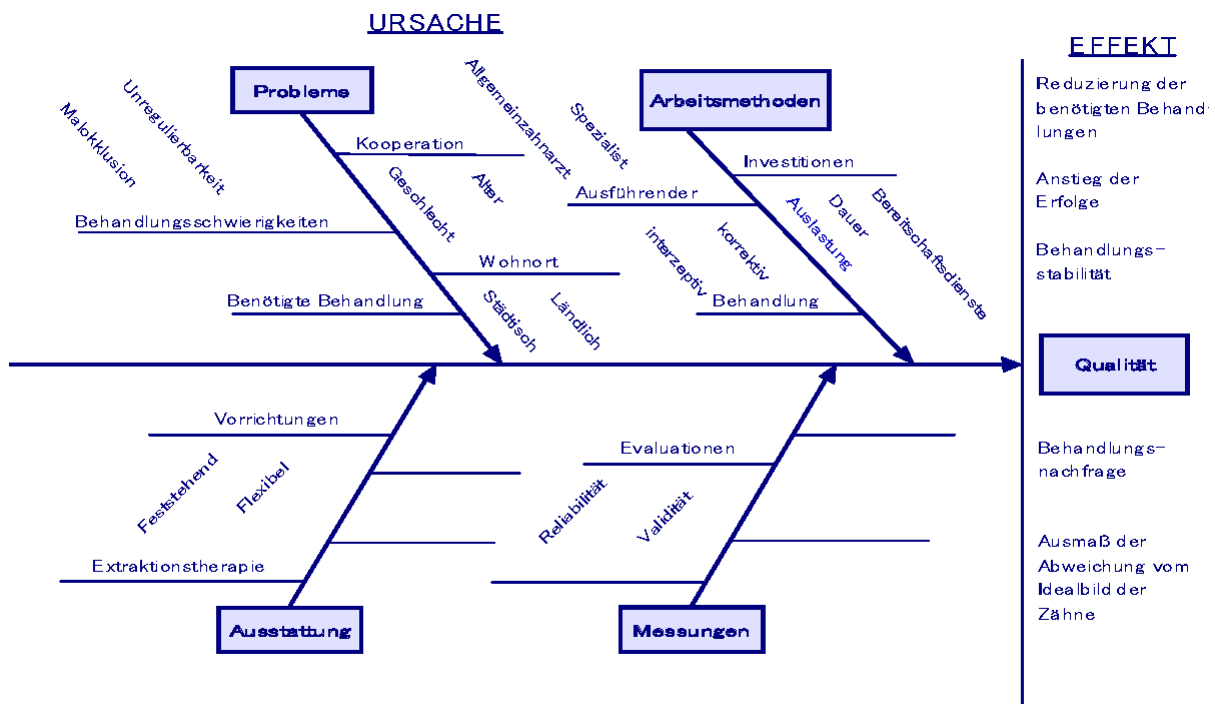 URSACHE
EFFEKT
Probleme
Arbeitsmethoden
Malokklusion
Unregulierbarkeit
Behandlungsschwierigkeiten
Benötigte Behandlung
Kooperation
Geschlecht
Alter
Wohnort
Städtisch
Ländlich
Allgemeinzahnarzt
Spezialist
Ausführender
interzeptiv
korrektiv
Behandlung
Investitionen
Auslastung
Dauer
Bereitschaftsdienste
Reduzierung der
benötigten Behand-
lungen
Anstieg der
Erfolge
Behandlungs-
stabilität
Qualität
Vorrichtungen
Feststehend
Flexibel
Extraktionstherapie
Ausstattung
Evaluationen
Reliabilität
Validität
Messungen
Behandlungs-
nachfrage
Ausmaß der
Abweichung vom
Idealbild der
Zähne